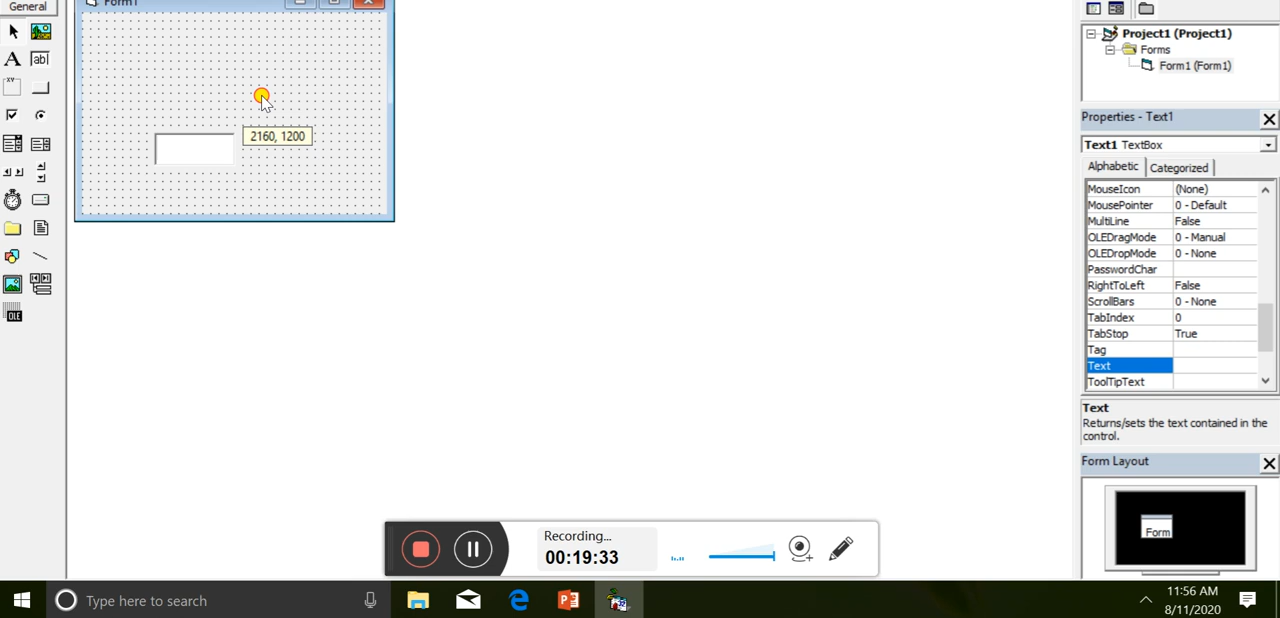 General
Form1
A
ab|
XY
OLE
2160, 1200
Project1 (Project1)
Forms
Form1 (Form1)
Properties - Text1
Text1 TextBox
Alphabetic Categorized
MouseIcon (None)
MousePointer 0 - Default
MultiLine False
OLEDragMode 0 - Manual
OLEDropMode 0 - None
PasswordChar
RightToLeft False
ScrollBars 0 - None
TabIndex 0
TabStop True
Tag
Text
ToolTipText
Text
Returns/sets the text contained in the
control.
Form Layout
Form
Recording...
00:19:33
Type here to search
11:56 AM
8/11/2020